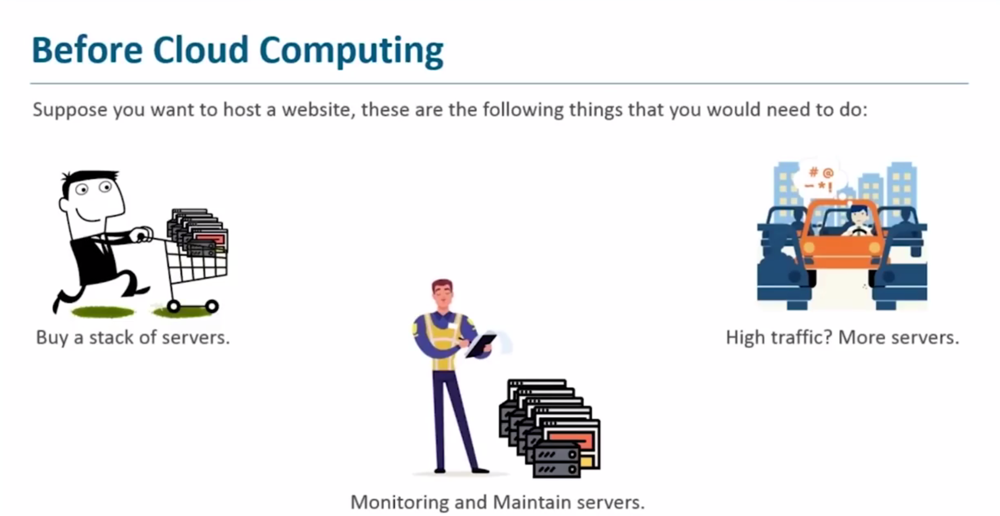 Before Cloud Computing
Suppose you want to host a website, these are the following things that you would need to do:
# @
– * !
Buy a stack of servers.
High traffic? More servers.
Monitoring and Maintain servers.